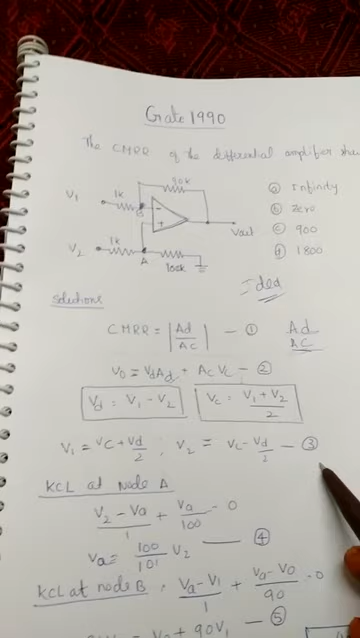 Gate 1990
The CMRR of the differential amplifier
90k
V1 1k
B - +
Vout
V2 1k
A
100k
(a) Infinity
(b) zero
(c) 900
(d) 1800
Ideal
Solutions
CMRR = |Ad/Ac| — ①
Ad
AC
Vo = VdAd + AcVc — ②
Vd = V1 - V2
Vc = V1 + V2 / 2
V1 = Vc + Vd/2 ; V2 = Vc - Vd/2 — ③
KCL at Node A
V2 - Va / 1 + Va / 100 = 0
Va = 100/101 V2 — ④
KCL at node B, Va - V1 / 1 + Va - Vo / 90 = 0
+ 90V1 — ⑤